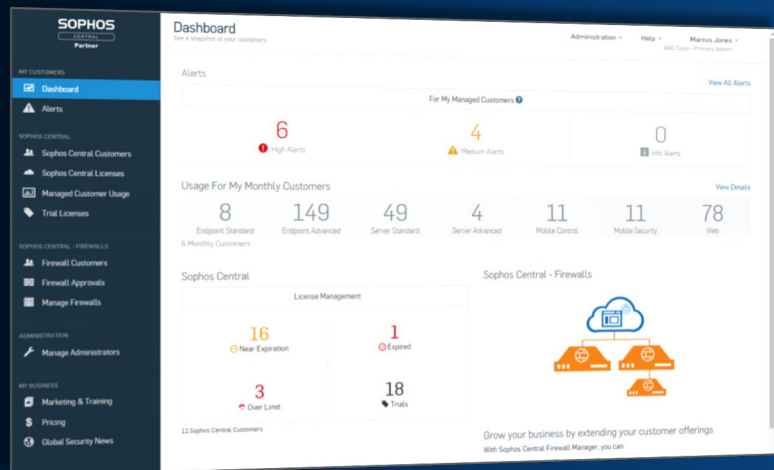 SOPHOS
CENTRAL
Partner
MY CUSTOMERS
Dashboard
Alerts
SOPHOS CENTRAL
Sophos Central Customers
Sophos Central Licenses
Managed Customer Usage
Trial Licenses
SOPHOS CENTRAL - FIREWALLS
Firewall Customers
Firewall Approvals
Manage Firewalls
ADMINISTRATION
Manage Administrators
MY BUSINESS
Marketing & Training
$ Pricing
Global Security News
Dashboard
See a snapshot of your customers
Administration Help Marcus Jones
ABC Corp - Primary Admin
Alerts
View All Alerts
For My Managed Customers ?
6 4 0
High Alerts Medium Alerts Info Alerts
Usage For My Monthly Customers
View Details
8 149 49 4 11 11 78
Endpoint Standard Endpoint Advanced Server Standard Server Advanced Mobile Control Mobile Security Web
6 Monthly Customers
Sophos Central
License Management
16 1
Near Expiration Expired
3 18
Over Limit Trials
12 Sophos Central Customers
Sophos Central - Firewalls
Grow your business by extending your customer offerings
With Sophos Central Firewall Manager, you can